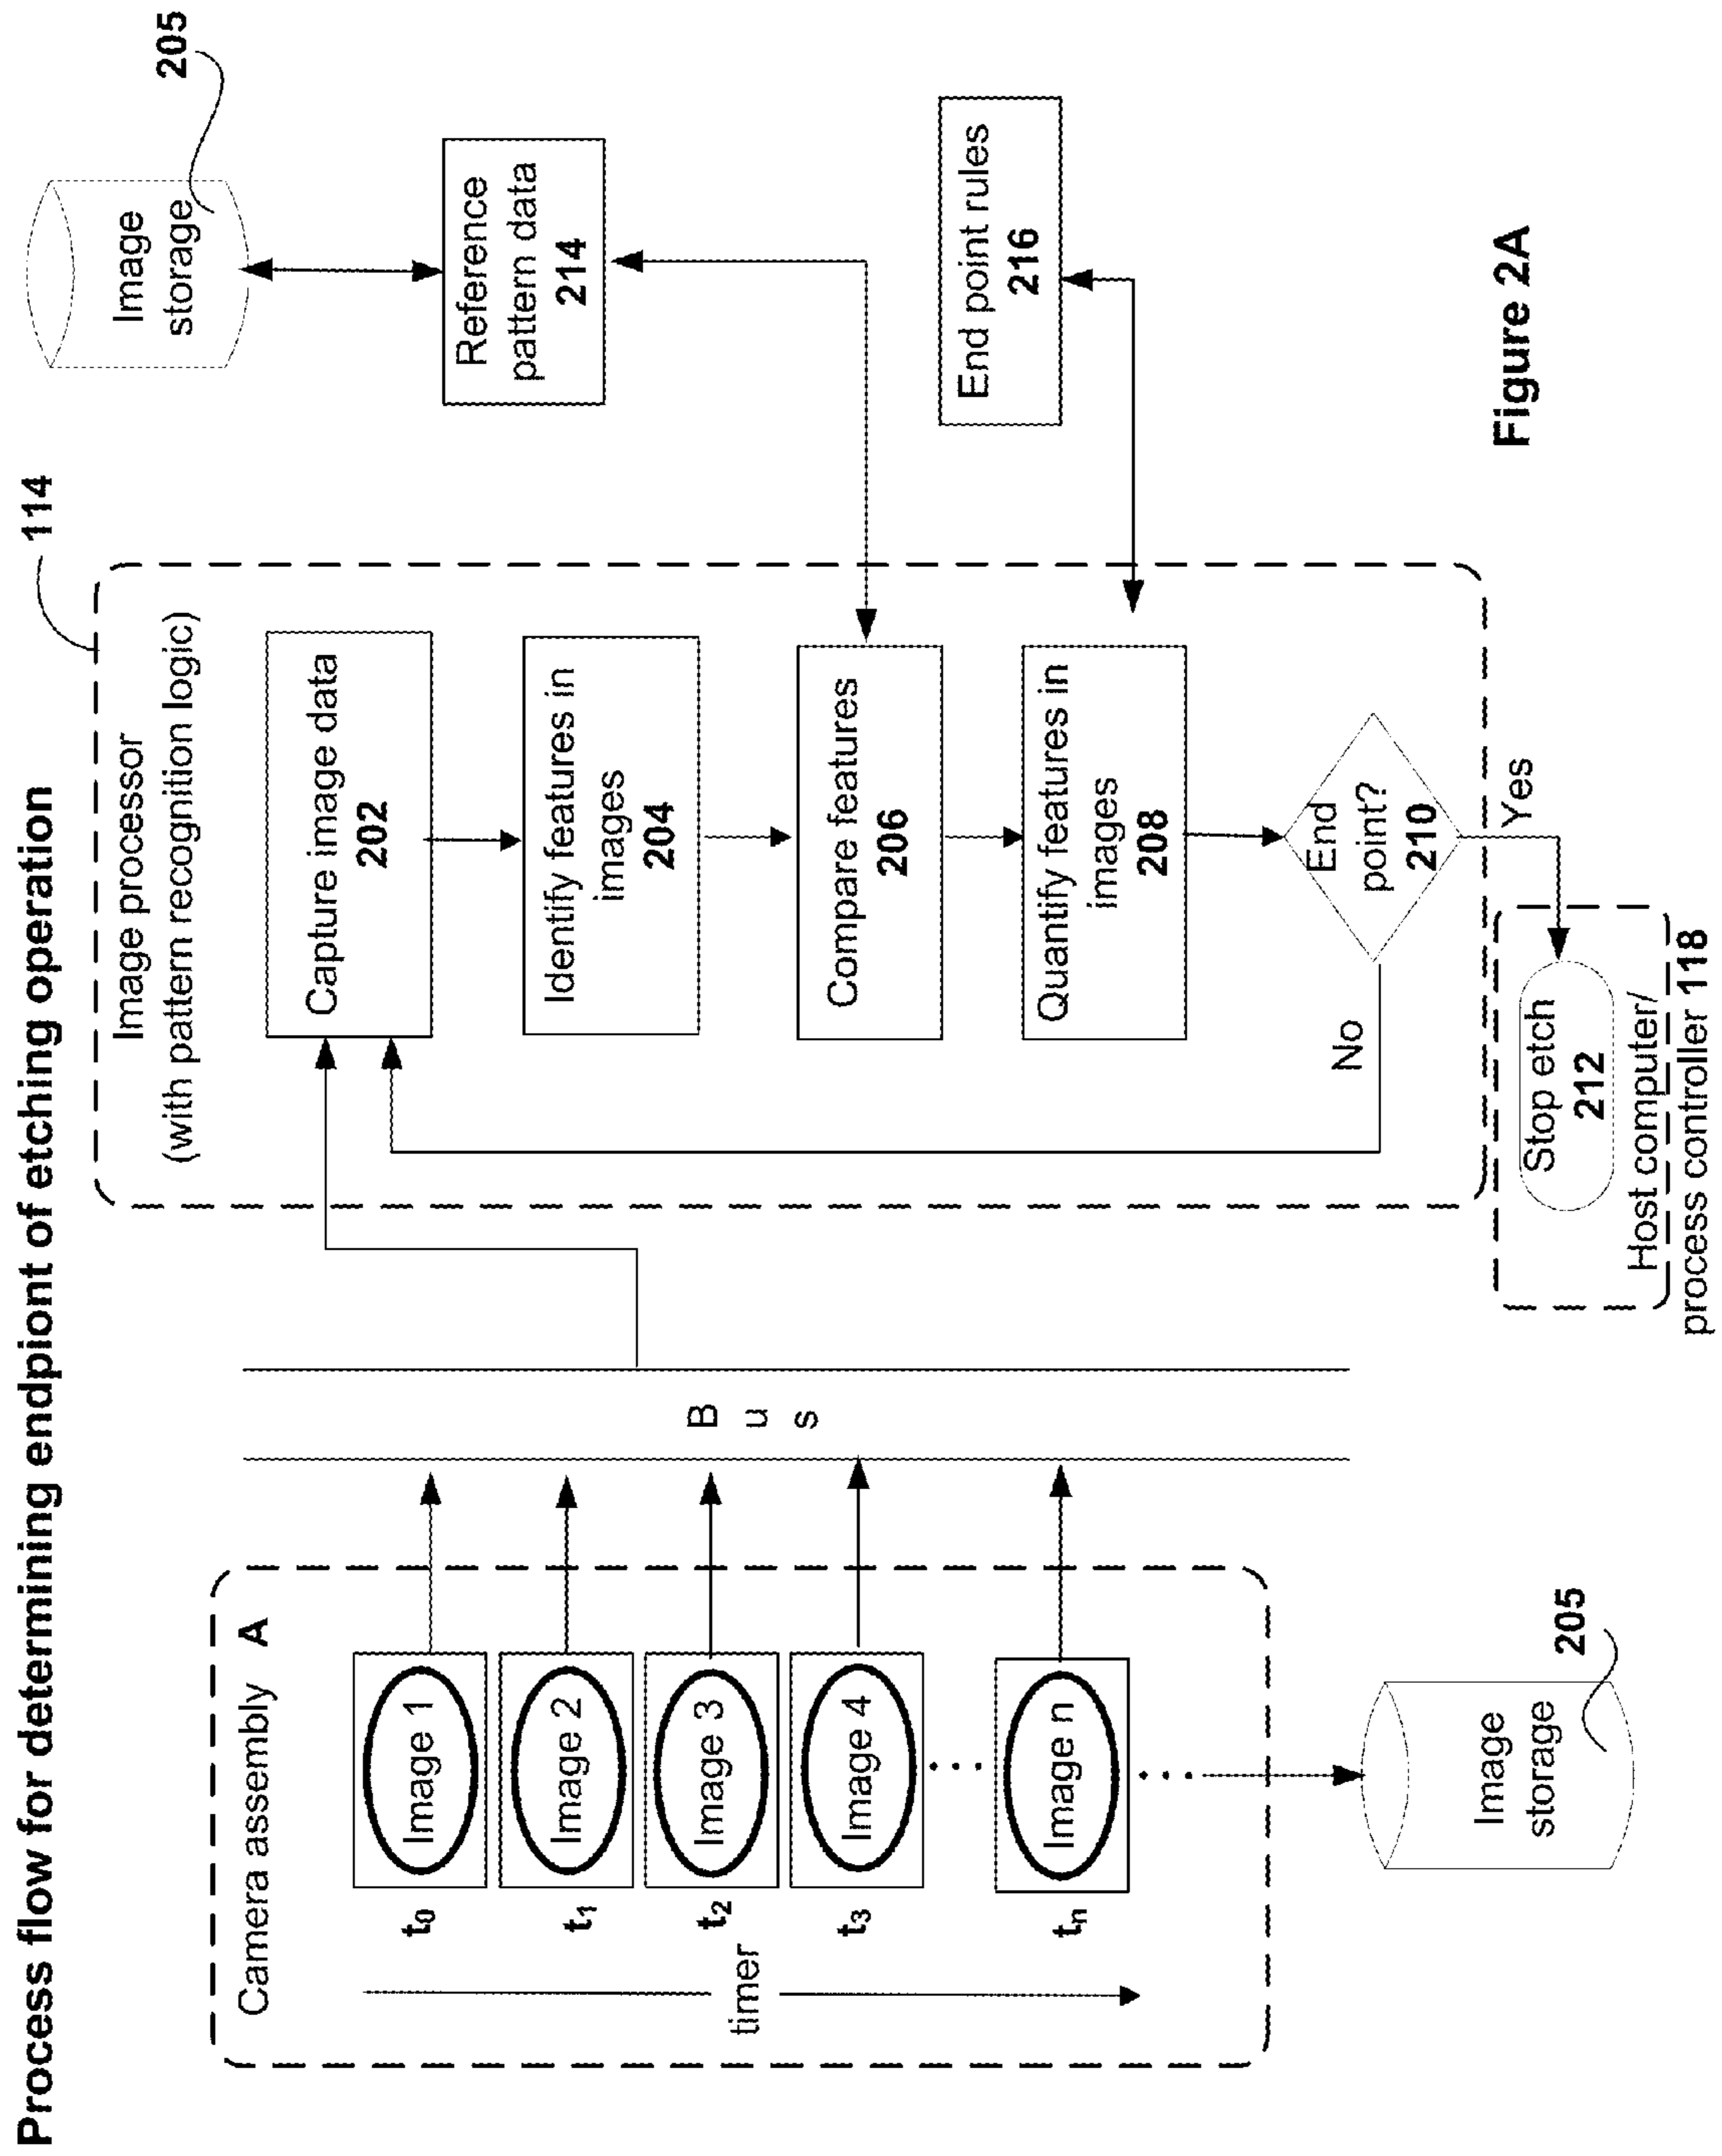 Process flow for determining endpiont of etching operation
Camera assembly A
t0
Image 1
t1
Image 2
t2
Image 3
t3
Image 4
...
tn
Image n
...
timer
Image
storage
205
B
u
s
114
Image processor
(with pattern recognition logic)
Capture image data
202
Identify features in
images
204
Compare features
206
Quantify features in
images
208
End
point?
210
No
Yes
Stop etch
212
Host computer/
process controller 118
Image
storage
205
Reference
pattern data
214
End point rules
216
Figure 2A